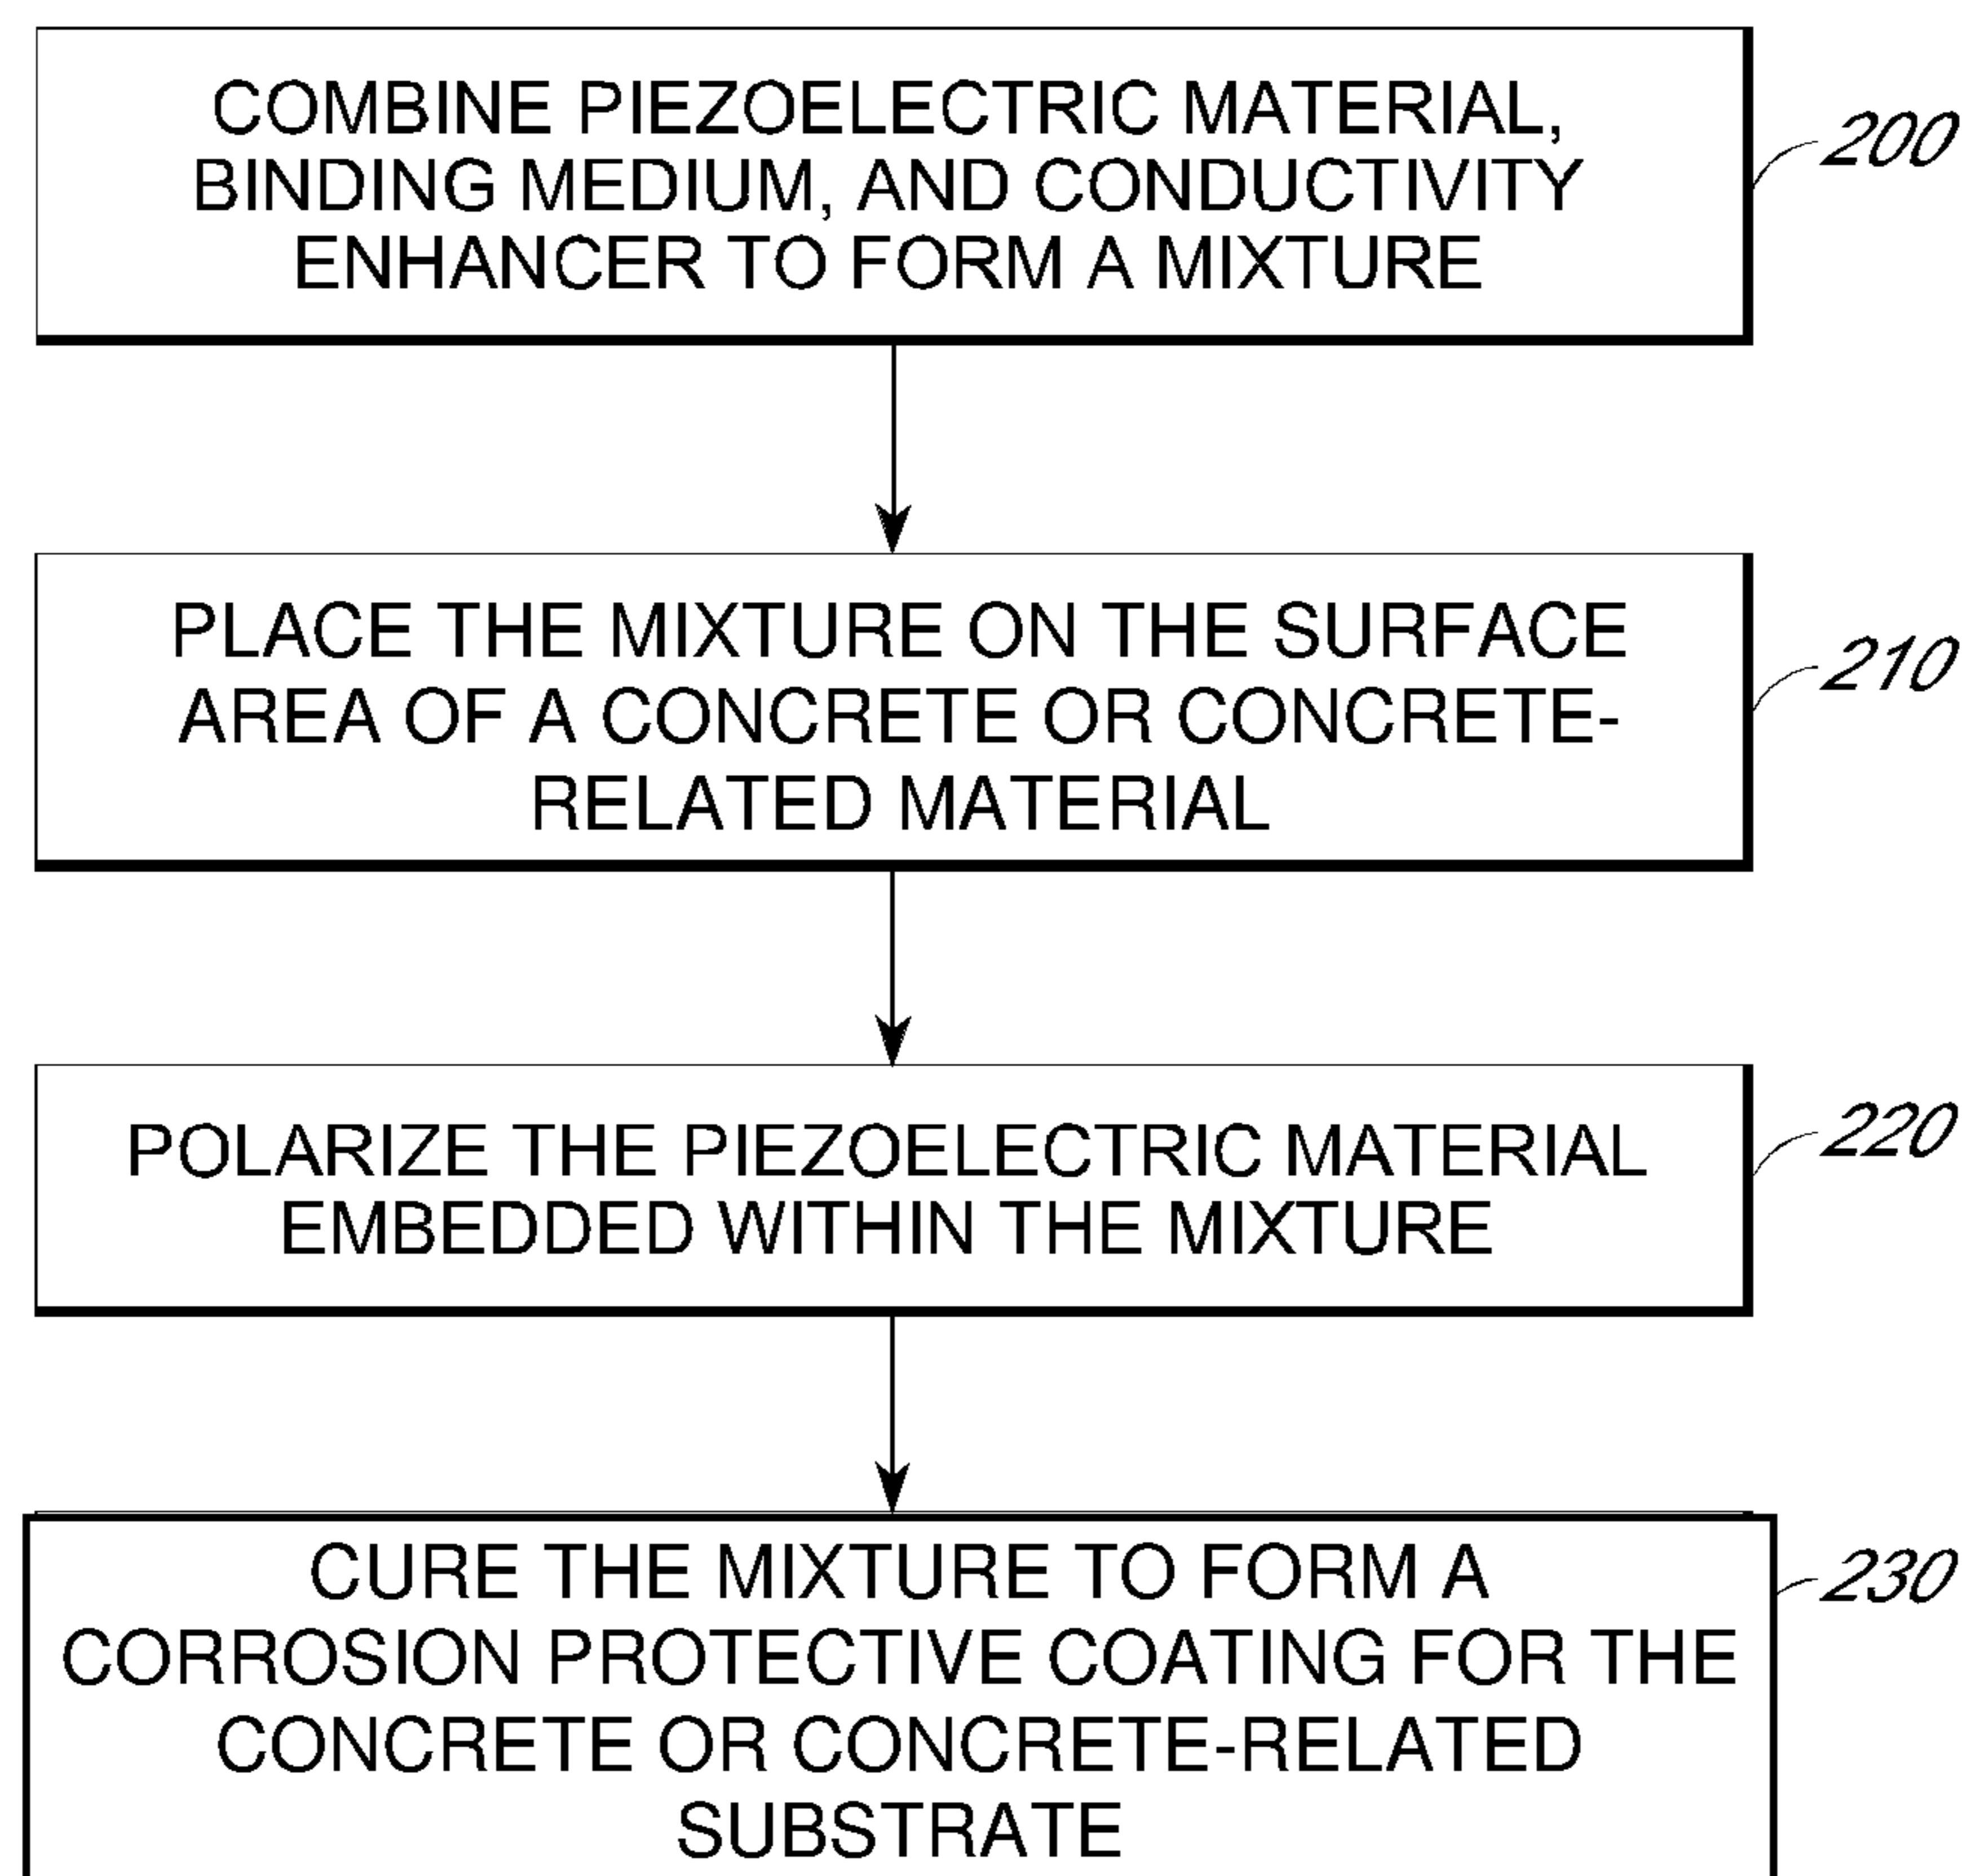 COMBINE PIEZOELECTRIC MATERIAL,
BINDING MEDIUM, AND CONDUCTIVITY
ENHANCER TO FORM A MIXTURE
200
PLACE THE MIXTURE ON THE SURFACE
AREA OF A CONCRETE OR CONCRETE-
RELATED MATERIAL
210
POLARIZE THE PIEZOELECTRIC MATERIAL
EMBEDDED WITHIN THE MIXTURE
220
CURE THE MIXTURE TO FORM A
CORROSION PROTECTIVE COATING FOR THE
CONCRETE OR CONCRETE-RELATED
SUBSTRATE
230